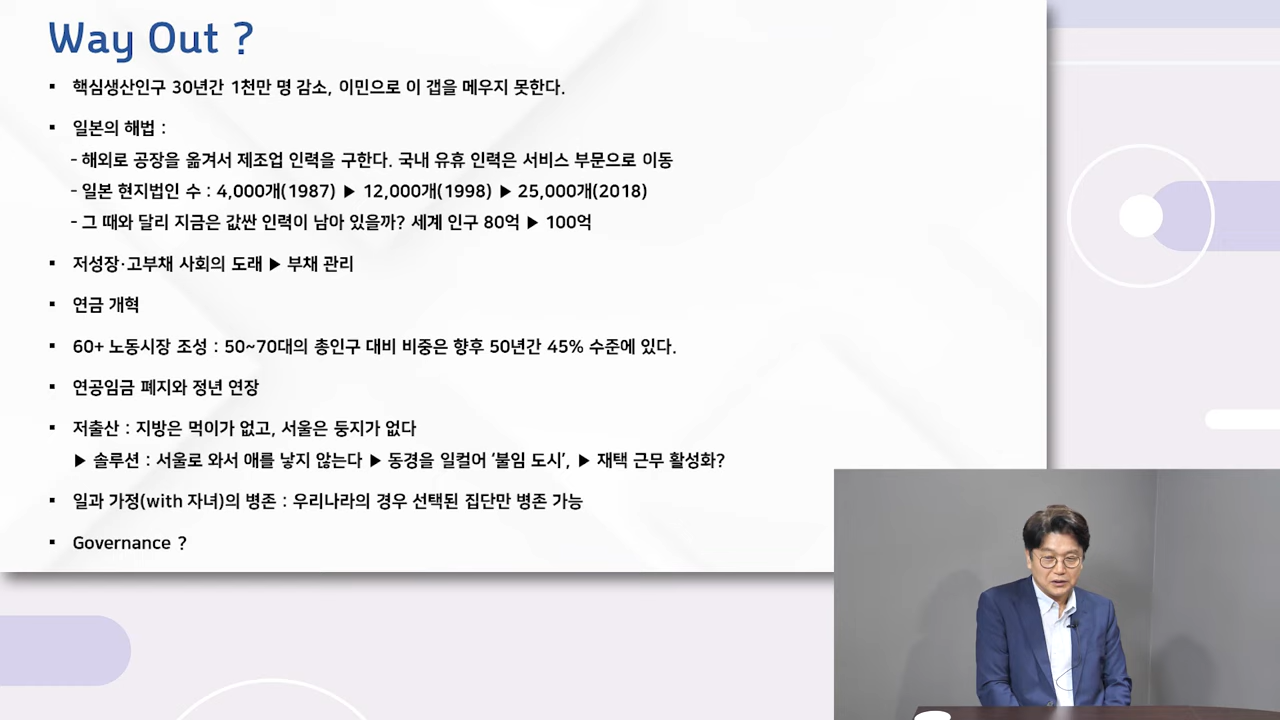 Way Out ?
▪ 핵심생산인구 30년간 1천만 명 감소, 이민으로 이 갭을 메우지 못한다.
▪ 일본의 해법 :
- 해외로 공장을 옮겨서 제조업 인력을 구한다. 국내 유휴 인력은 서비스 부문으로 이동
- 일본 현지법인 수 : 4,000개(1987) ▶ 12,000개(1998) ▶ 25,000개(2018)
- 그 때와 달리 지금은 값싼 인력이 남아 있을까? 세계 인구 80억 ▶ 100억
▪ 저성장·고부채 사회의 도래 ▶ 부채 관리
▪ 연금 개혁
▪ 60+ 노동시장 조성 : 50~70대의 총인구 대비 비중은 향후 50년간 45% 수준에 있다.
▪ 연공임금 폐지와 정년 연장
▪ 저출산 : 지방은 먹이가 없고, 서울은 둥지가 없다
▶ 솔루션 : 서울로 와서 애를 낳지 않는다 ▶ 동경을 일컬어 ‘불임 도시’, ▶ 재택 근무 활성화?
▪ 일과 가정(with 자녀)의 병존 : 우리나라의 경우 선택된 집단만 병존 가능
▪ Governance ?